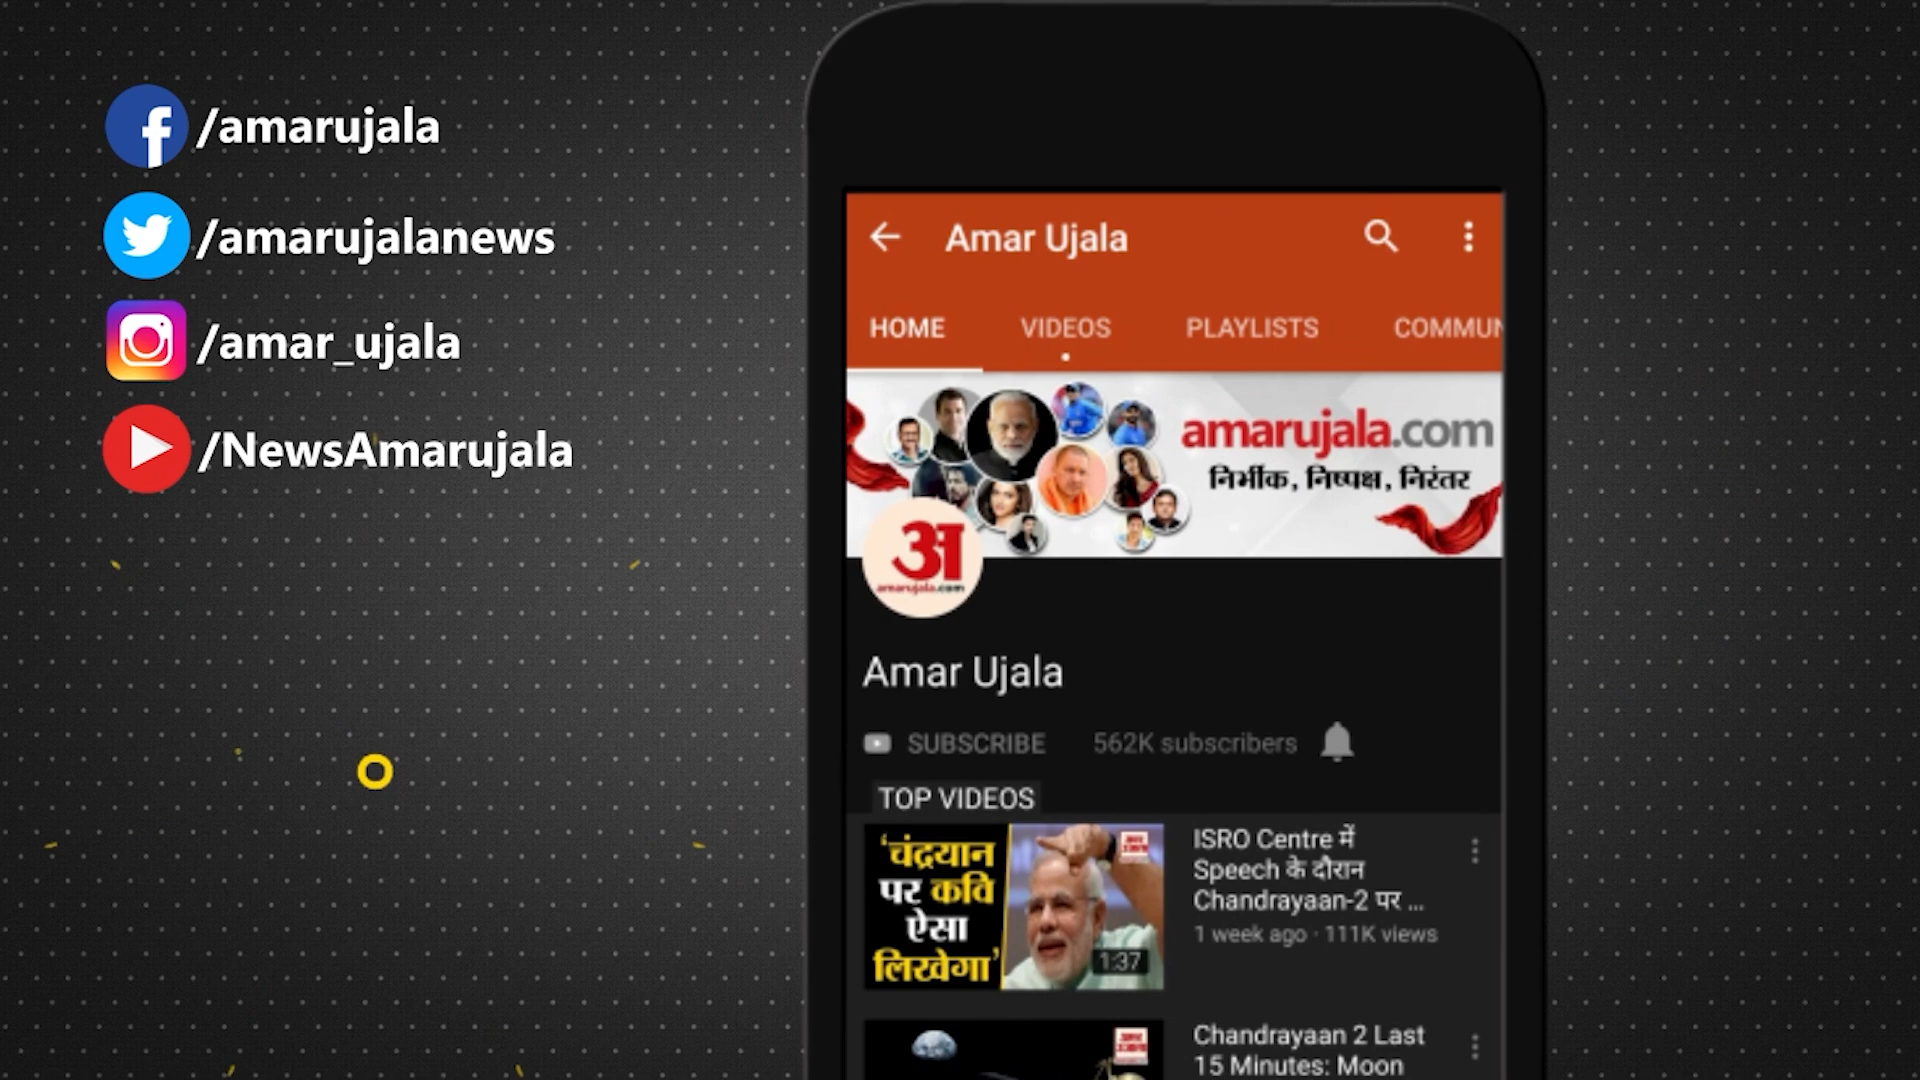 /amarujala
/amarujalanews
/amar_ujala
/NewsAmarujala
Amar Ujala
HOME VIDEOS PLAYLISTS COMMUN
amarujala.com
निर्भीक, निष्पक्ष, निरंतर
अ
amarujala.com
Amar Ujala
SUBSCRIBE 562K subscribers
TOP VIDEOS
'चंद्रयान
पर कवि
ऐसा
लिखेगा'
1:37
ISRO Centre में
Speech के दौरान
Chandrayaan-2 पर ...
1 week ago · 111K views
Chandrayaan 2 Last
15 Minutes: Moon